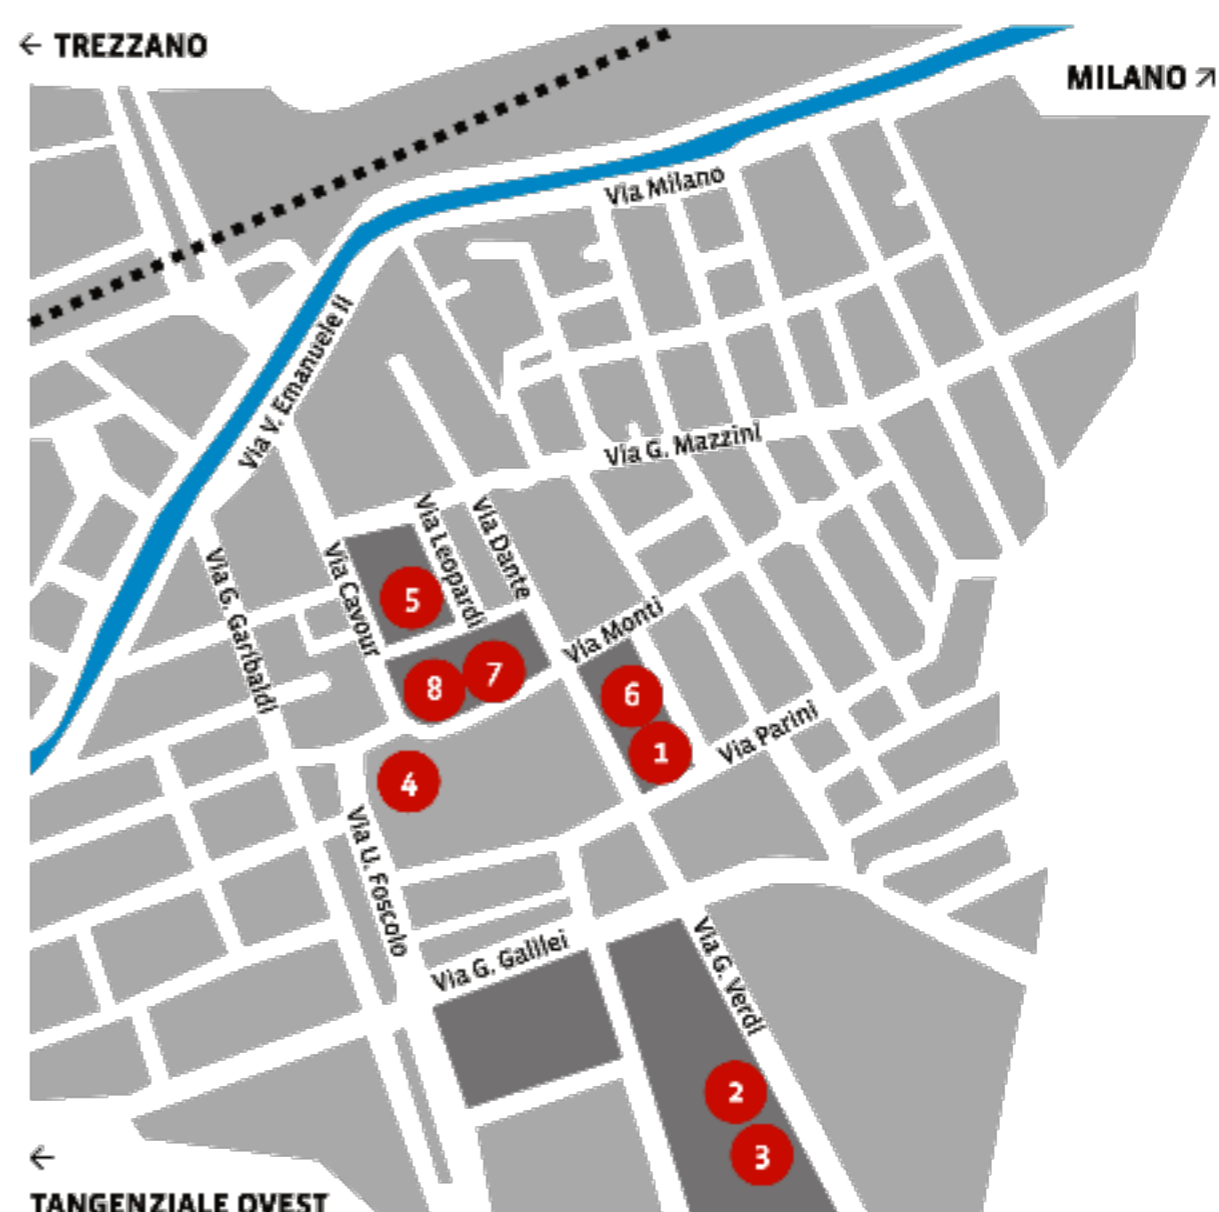 ← TREZZANO
MILANO ↗
Via Milano
Via V. Emanuele II
Via G. Mazzini
Via Leopardi
Via Dante
Via Cavour
Via G. Garibaldi
5
Via Monti
7
8
6
1
Via Parini
4
Via U. Foscolo
Via G. Galilei
Via G. Verdi
2
3
←
TANGENZIALE OVEST